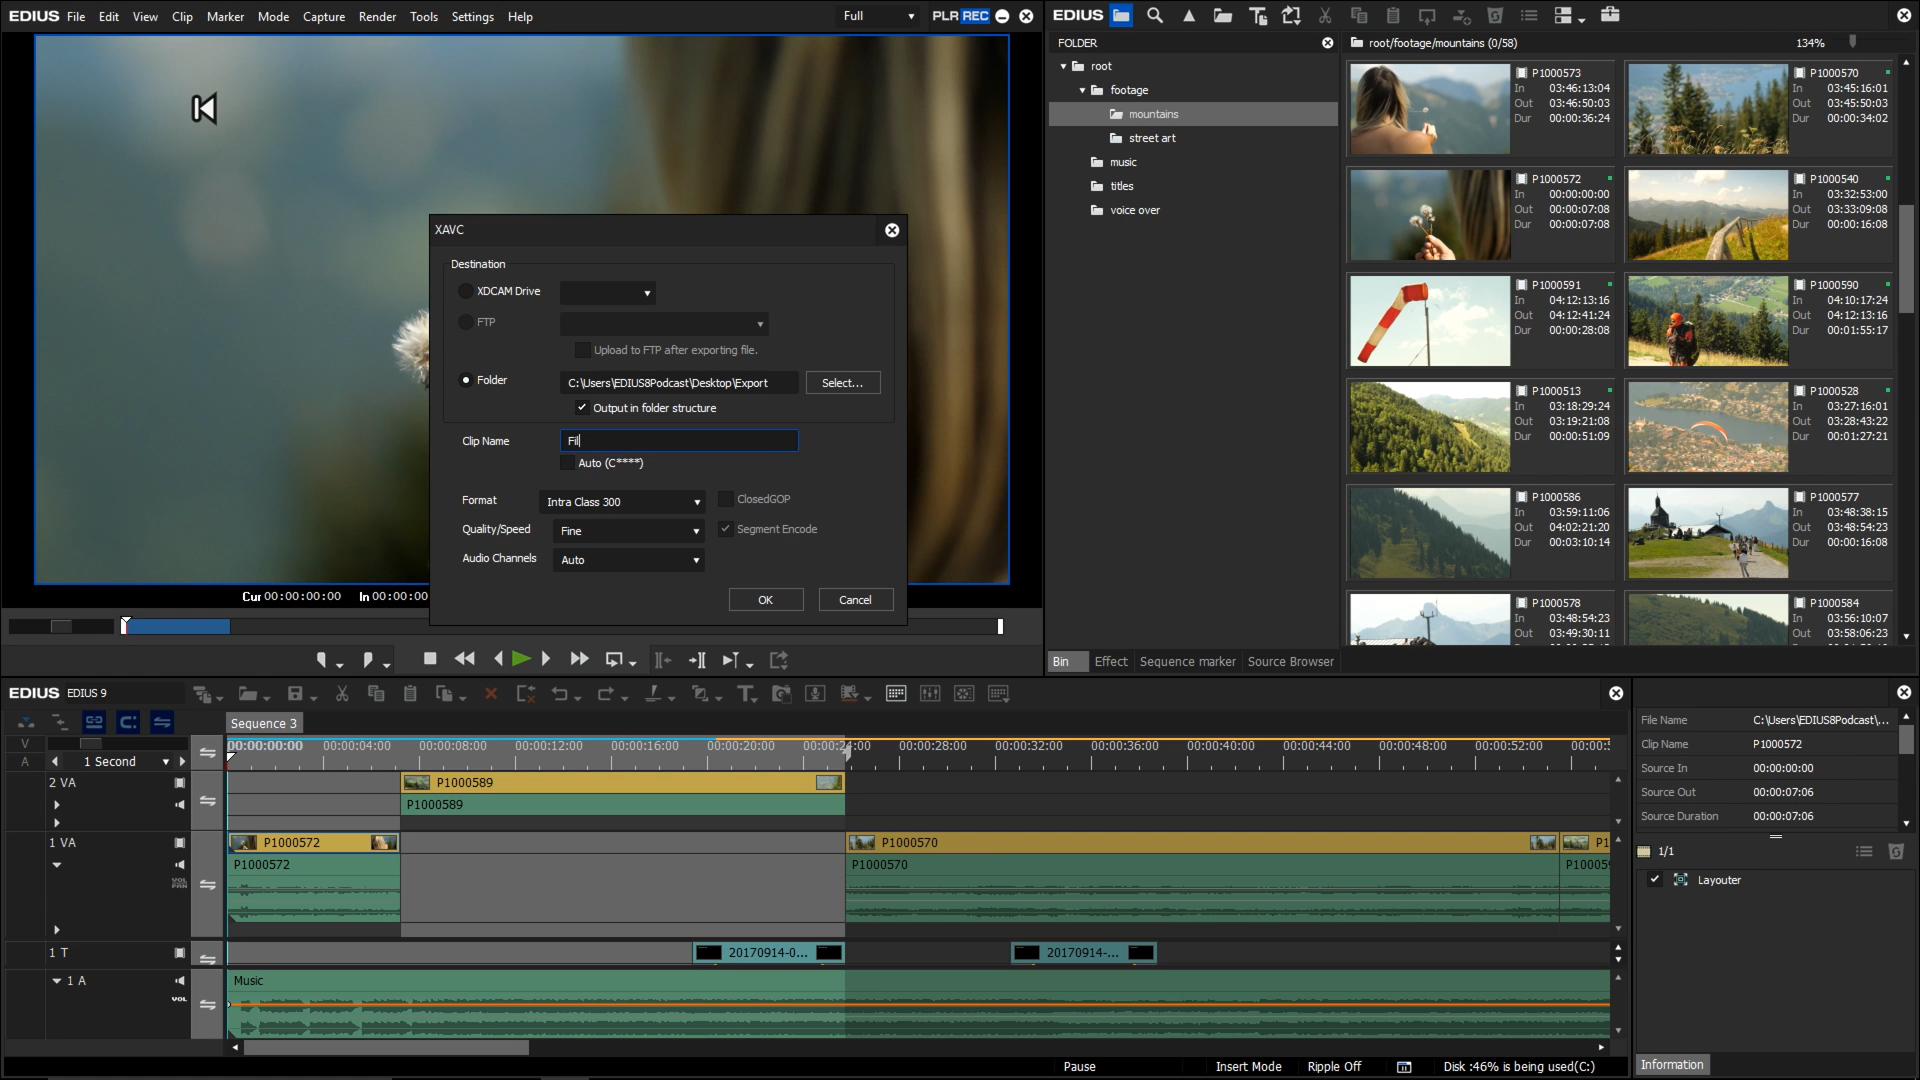 EDIUS File Edit View Clip Marker Mode Capture Render Tools Settings Help Full PLR REC
Cur 00:00:00:00 In 00:00:00
XAVC
Destination
XDCAM Drive
FTP
Upload to FTP after exporting file.
Folder C:\Users\EDIUS8Podcast\Desktop\Export Select...
Output in folder structure
Clip Name Fil
Auto (C****)
Format Intra Class 300 ClosedGOP
Quality/Speed Fine Segment Encode
Audio Channels Auto
OK Cancel
EDIUS
FOLDER
root
footage
mountains
street art
music
titles
voice over
root/footage/mountains (0/58) 134%
P1000573
In 03:46:13:04
Out 03:46:50:03
Dur 00:00:36:24
P1000570
In 03:45:16:01
Out 03:45:50:03
Dur 00:00:34:02
P1000572
In 00:00:00:00
Out 00:00:07:08
Dur 00:00:07:08
P1000540
In 03:32:53:00
Out 03:33:09:08
Dur 00:00:16:08
P1000591
In 04:12:13:16
Out 04:12:41:24
Dur 00:00:28:08
P1000590
In 04:10:17:24
Out 04:12:13:16
Dur 00:01:55:17
P1000513
In 03:18:29:24
Out 03:19:21:08
Dur 00:00:51:09
P1000528
In 03:27:16:01
Out 03:28:43:22
Dur 00:01:27:21
P1000586
In 03:59:11:06
Out 04:02:21:20
Dur 00:03:10:14
P1000577
In 03:48:38:15
Out 03:48:54:23
Dur 00:00:16:08
P1000578
In 03:48:54:23
Out 03:49:30:11
P1000584
In 03:56:10:07
Out 03:58:06:23
Bin Effect Sequence marker Source Browser
EDIUS EDIUS 9
Sequence 3
V
A 1 Second
00:00:00:00 00:00:04:00 00:00:08:00 00:00:12:00 00:00:16:00 00:00:20:00 00:00:24:00 00:00:28:00 00:00:32:00 00:00:36:00 00:00:40:00 00:00:44:00 00:00:48:00 00:00:52:00 00:00:5
2 VA P1000589
P1000589
1 VA P1000572 P1000570 P1
P1000572 P1000570 P10005
VOL
PAN
1 T 20170914-0... 20170914-...
1 A Music
VOL
Pause Insert Mode Ripple Off Disk :46% is being used(C:)
File Name C:\Users\EDIUS8Podcast\...
Clip Name P1000572
Source In 00:00:00:00
Source Out 00:00:07:06
Source Duration 00:00:07:06
1/1
Layouter
Information